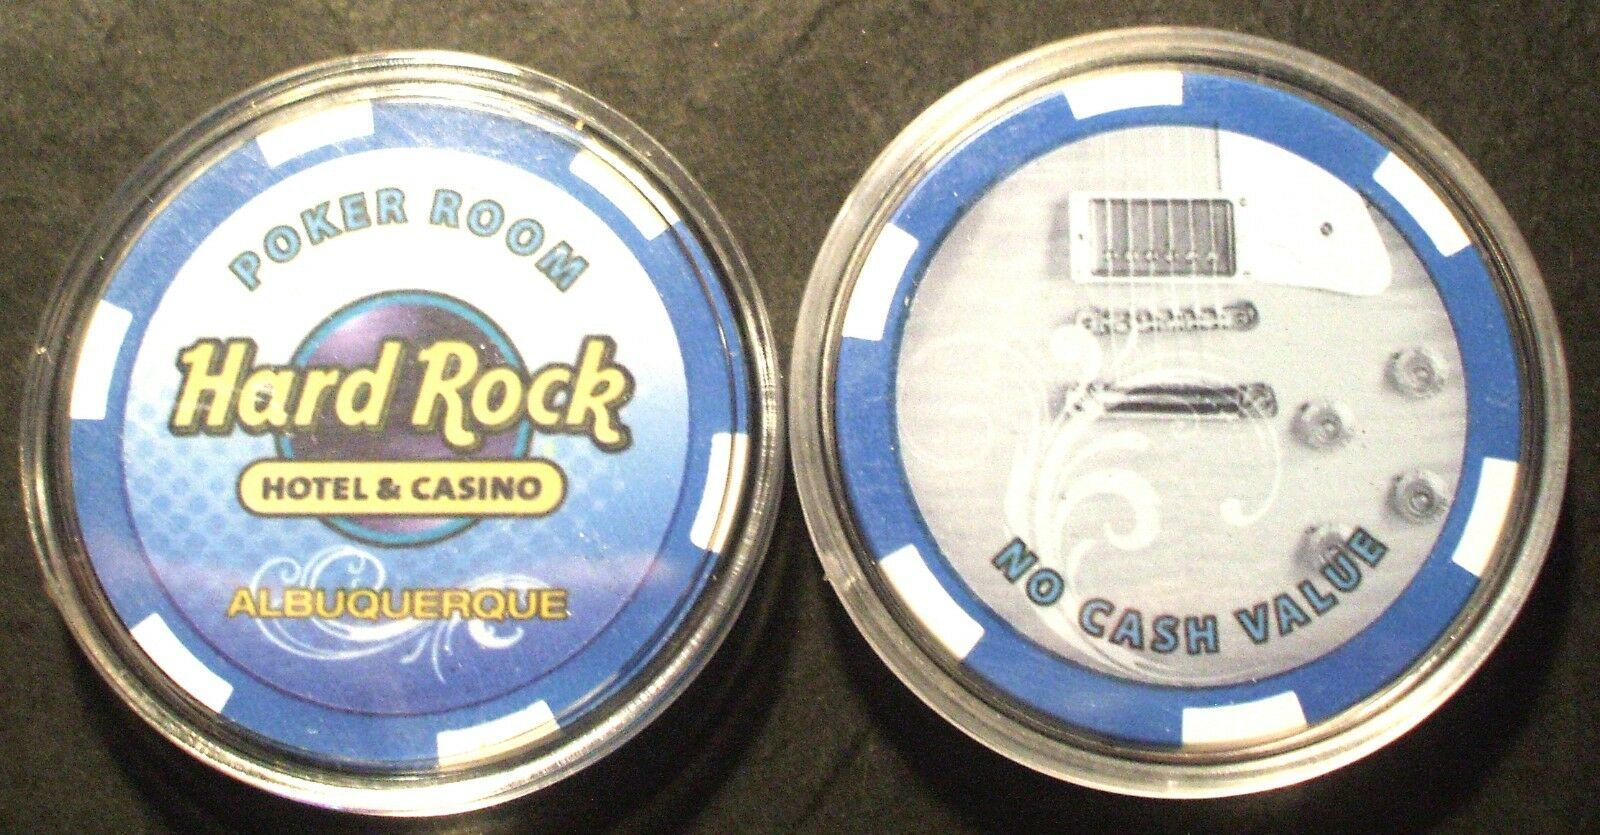 POKER ROOM
Hard Rock
HOTEL & CASINO
ALBUQUERQUE
NO CASH VALUE